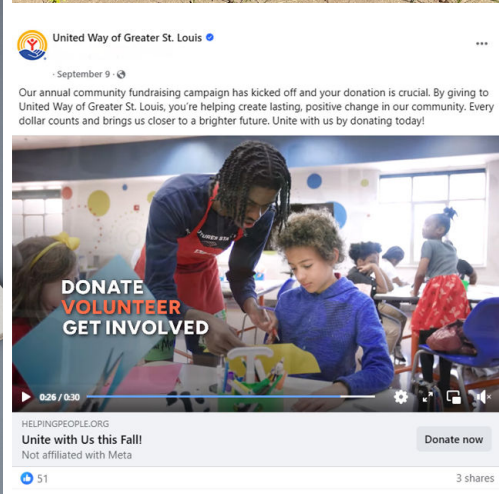 United Way of Greater St. Louis
· September 9 ·
Our annual community fundraising campaign has kicked off and your donation is crucial. By giving to
United Way of Greater St. Louis, you're helping create lasting, positive change in our community. Every
dollar counts and brings us closer to a brighter future. Unite with us by donating today!
DONATE
VOLUNTEER
GET INVOLVED
0:26 / 0:30
HELPINGPEOPLE.ORG
Unite with Us this Fall!
Donate now
Not affiliated with Meta
51
3 shares